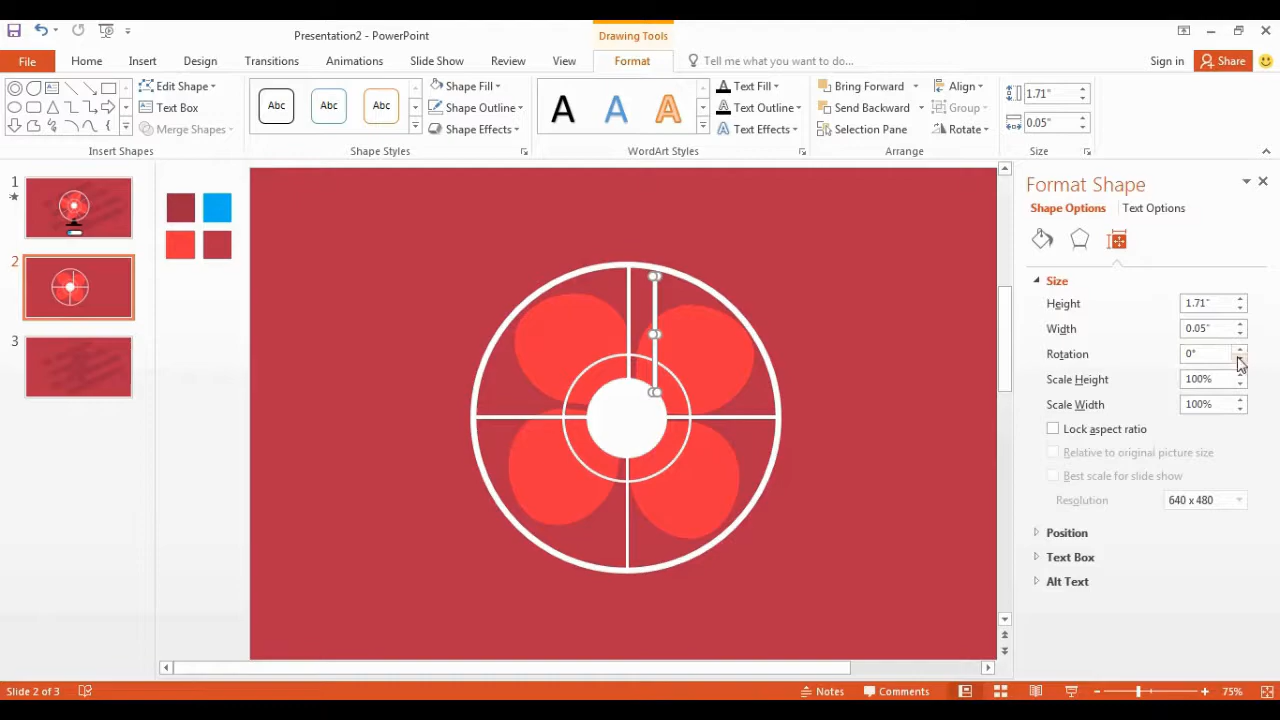 Presentation2 - PowerPoint
Drawing Tools
File Home Insert Design Transitions Animations Slide Show Review View Format Tell me what you want to do... Sign in Share
Edit Shape
Text Box
Merge Shapes
Insert Shapes
Abc Abc Abc
Shape Fill
Shape Outline
Shape Effects
Shape Styles
A A A
Text Fill
Text Outline
Text Effects
WordArt Styles
Bring Forward
Send Backward
Selection Pane
Align
Group
Rotate
Arrange
1.71"
0.05"
Size
1
2
3
Format Shape
Shape Options Text Options
Size
Height 1.71"
Width 0.05"
Rotation 0°
Scale Height 100%
Scale Width 100%
Lock aspect ratio
Relative to original picture size
Best scale for slide show
Resolution 640 x 480
Position
Text Box
Alt Text
Slide 2 of 3 Notes Comments 75%